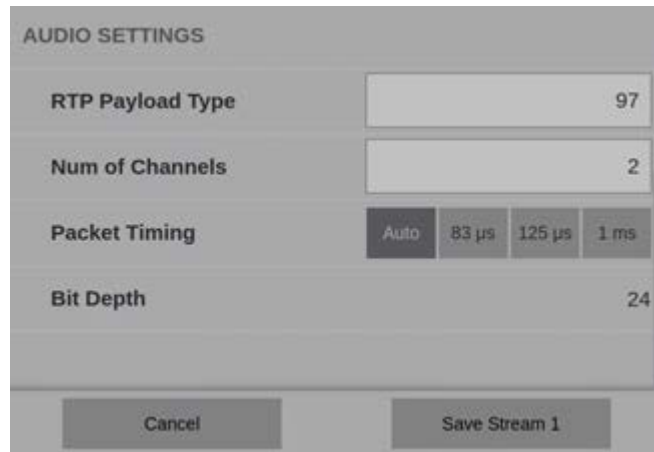 AUDIO SETTINGS
RTP Payload Type 97
Num of Channels 2
Packet Timing Auto 83 µs 125 µs 1 ms
Bit Depth 24
Cancel Save Stream 1